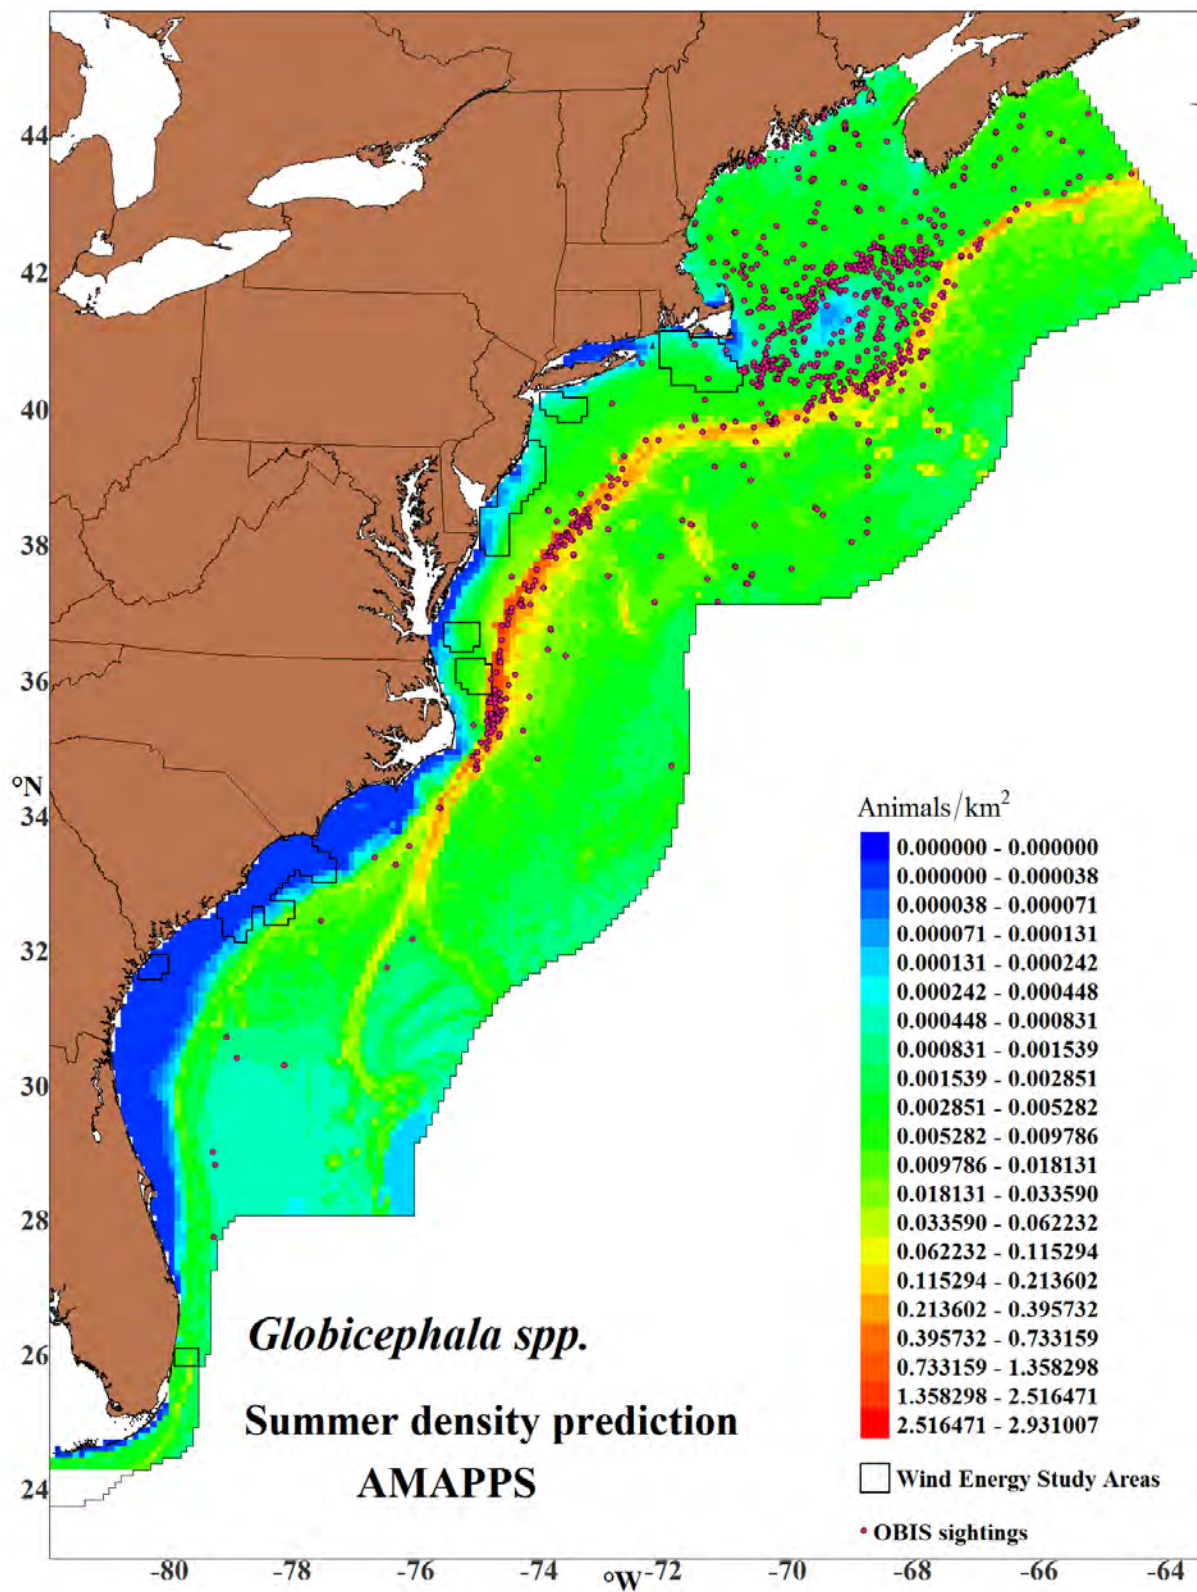 44
42
40
38
36
°N
34
32
30
28
26
24
Animals/km²
0.000000 - 0.000000
0.000000 - 0.000038
0.000038 - 0.000071
0.000071 - 0.000131
0.000131 - 0.000242
0.000242 - 0.000448
0.000448 - 0.000831
0.000831 - 0.001539
0.001539 - 0.002851
0.002851 - 0.005282
0.005282 - 0.009786
0.009786 - 0.018131
0.018131 - 0.033590
0.033590 - 0.062232
0.062232 - 0.115294
0.115294 - 0.213602
0.213602 - 0.395732
0.395732 - 0.733159
0.733159 - 1.358298
1.358298 - 2.516471
2.516471 - 2.931007
Wind Energy Study Areas
OBIS sightings
Globicephala spp.
Summer density prediction
AMAPPS
-80 -78 -76 -74 -72 -70 -68 -66 -64
°W